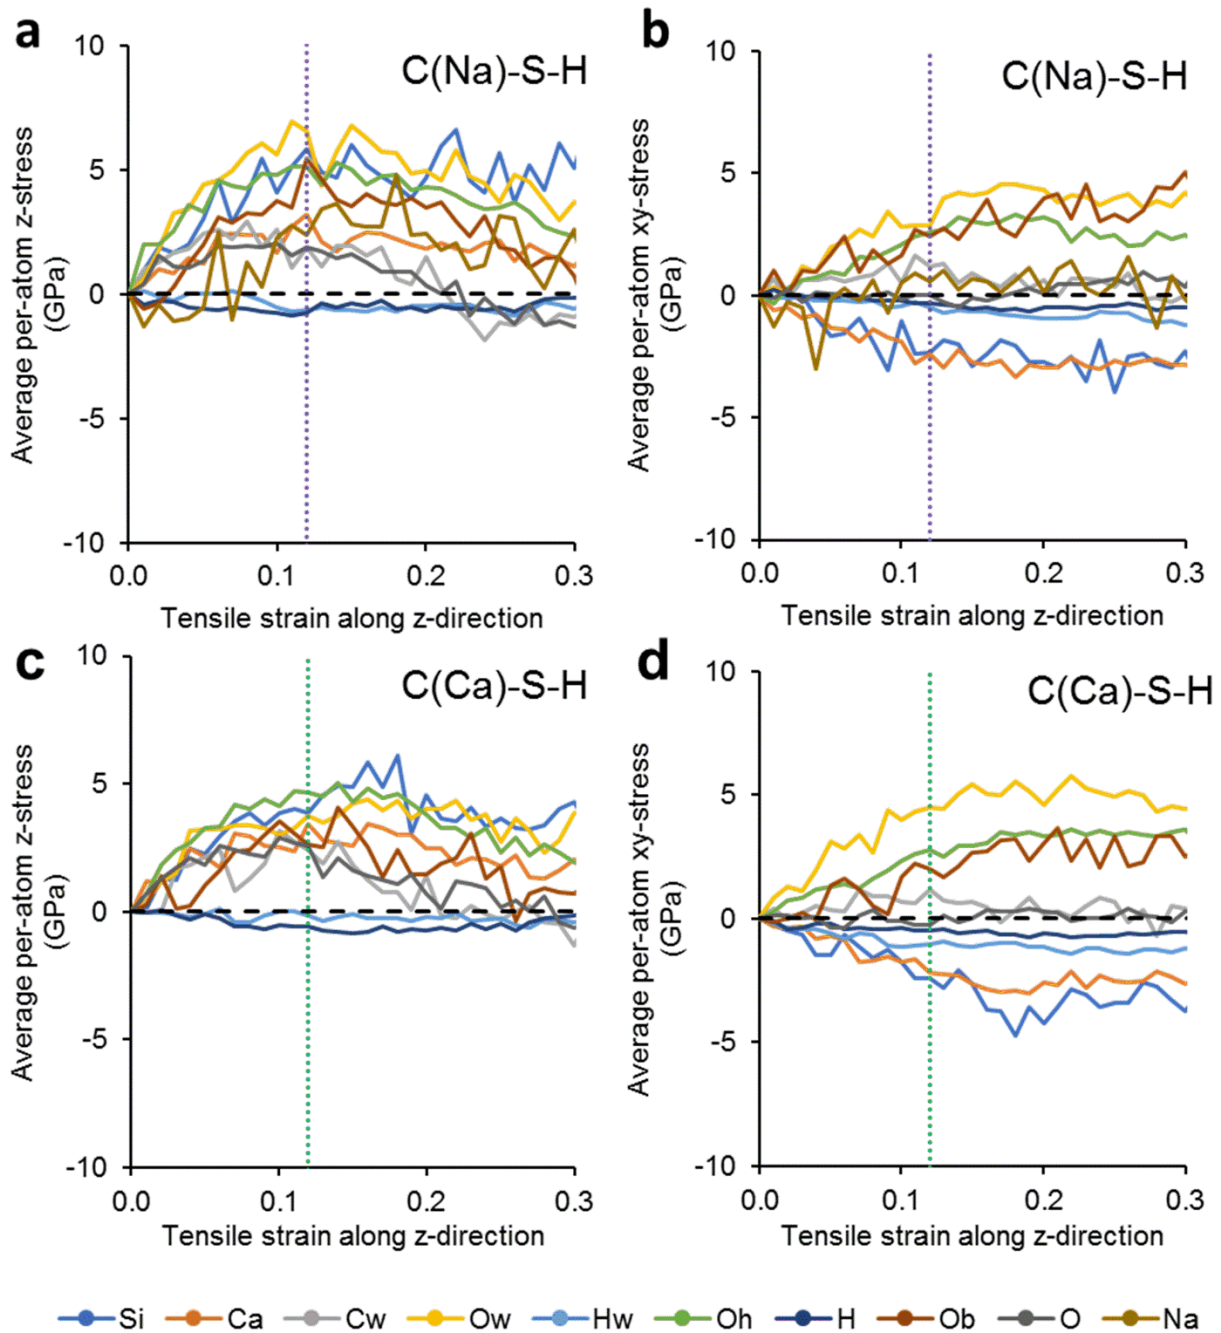 a
C(Na)-S-H
10
5
0
-5
-10
0.0 0.1 0.2 0.3
Average per-atom z-stress
(GPa)
Tensile strain along z-direction
b
C(Na)-S-H
10
5
0
-5
-10
0.0 0.1 0.2 0.3
Average per-atom xy-stress
(GPa)
Tensile strain along z-direction
c
C(Ca)-S-H
10
5
0
-5
-10
0.0 0.1 0.2 0.3
Average per-atom z-stress
(GPa)
Tensile strain along z-direction
d
C(Ca)-S-H
10
5
0
-5
-10
0.0 0.1 0.2 0.3
Average per-atom xy-stress
(GPa)
Tensile strain along z-direction
Si Ca Cw Ow Hw Oh H Ob O Na